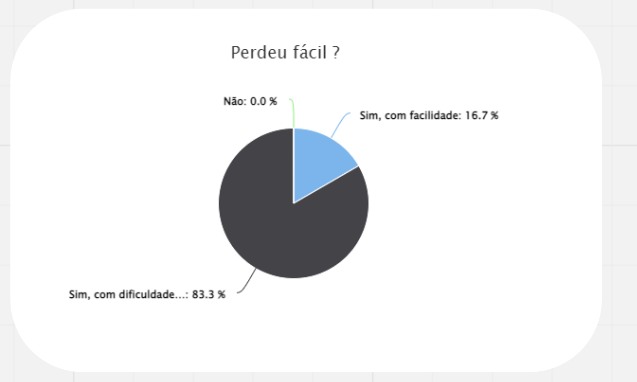 Perdeu fácil ?
Não: 0.0 %
Sim, com facilidade: 16.7 %
Sim, com dificuldade...: 83.3 %